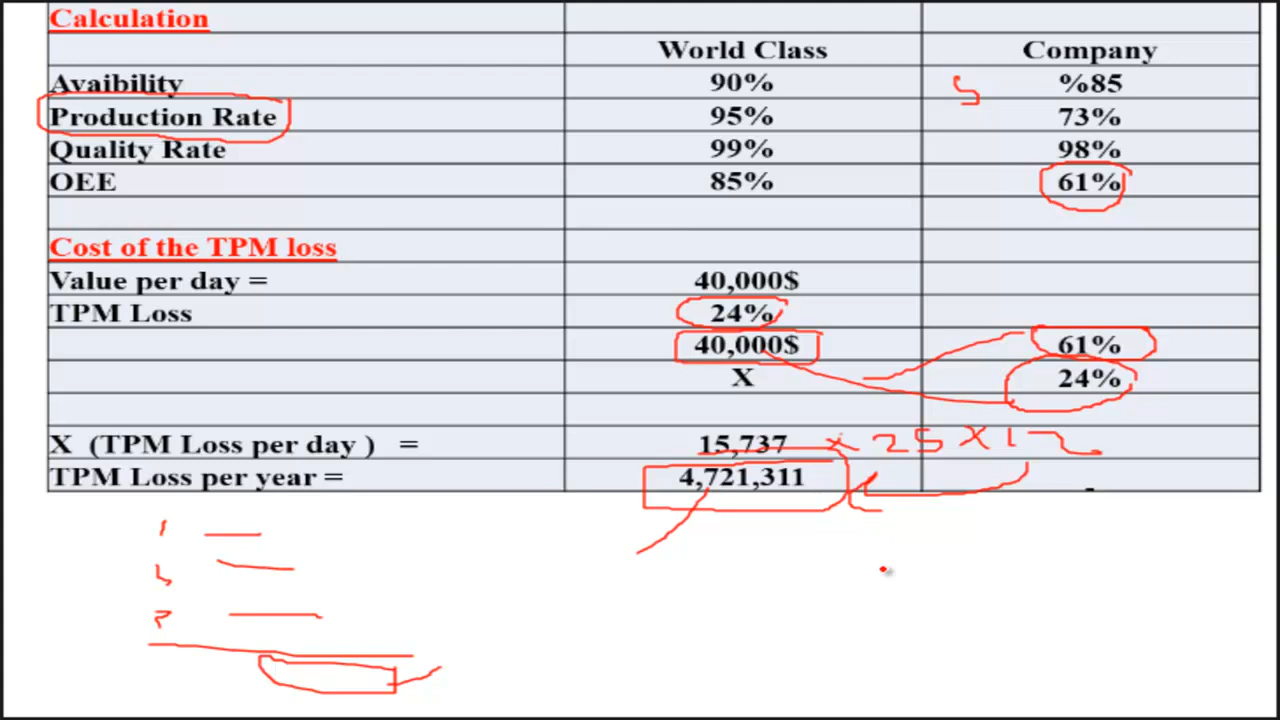 Calculation
World Class Company
Avaibility 90% %85
Production Rate 95% 73%
Quality Rate 99% 98%
OEE 85% 61%
Cost of the TPM loss
Value per day = 40,000$
TPM Loss 24%
40,000$ 61%
X 24%
X (TPM Loss per day ) = 15,737 x 25 x 12
TPM Loss per year = 4,721,311